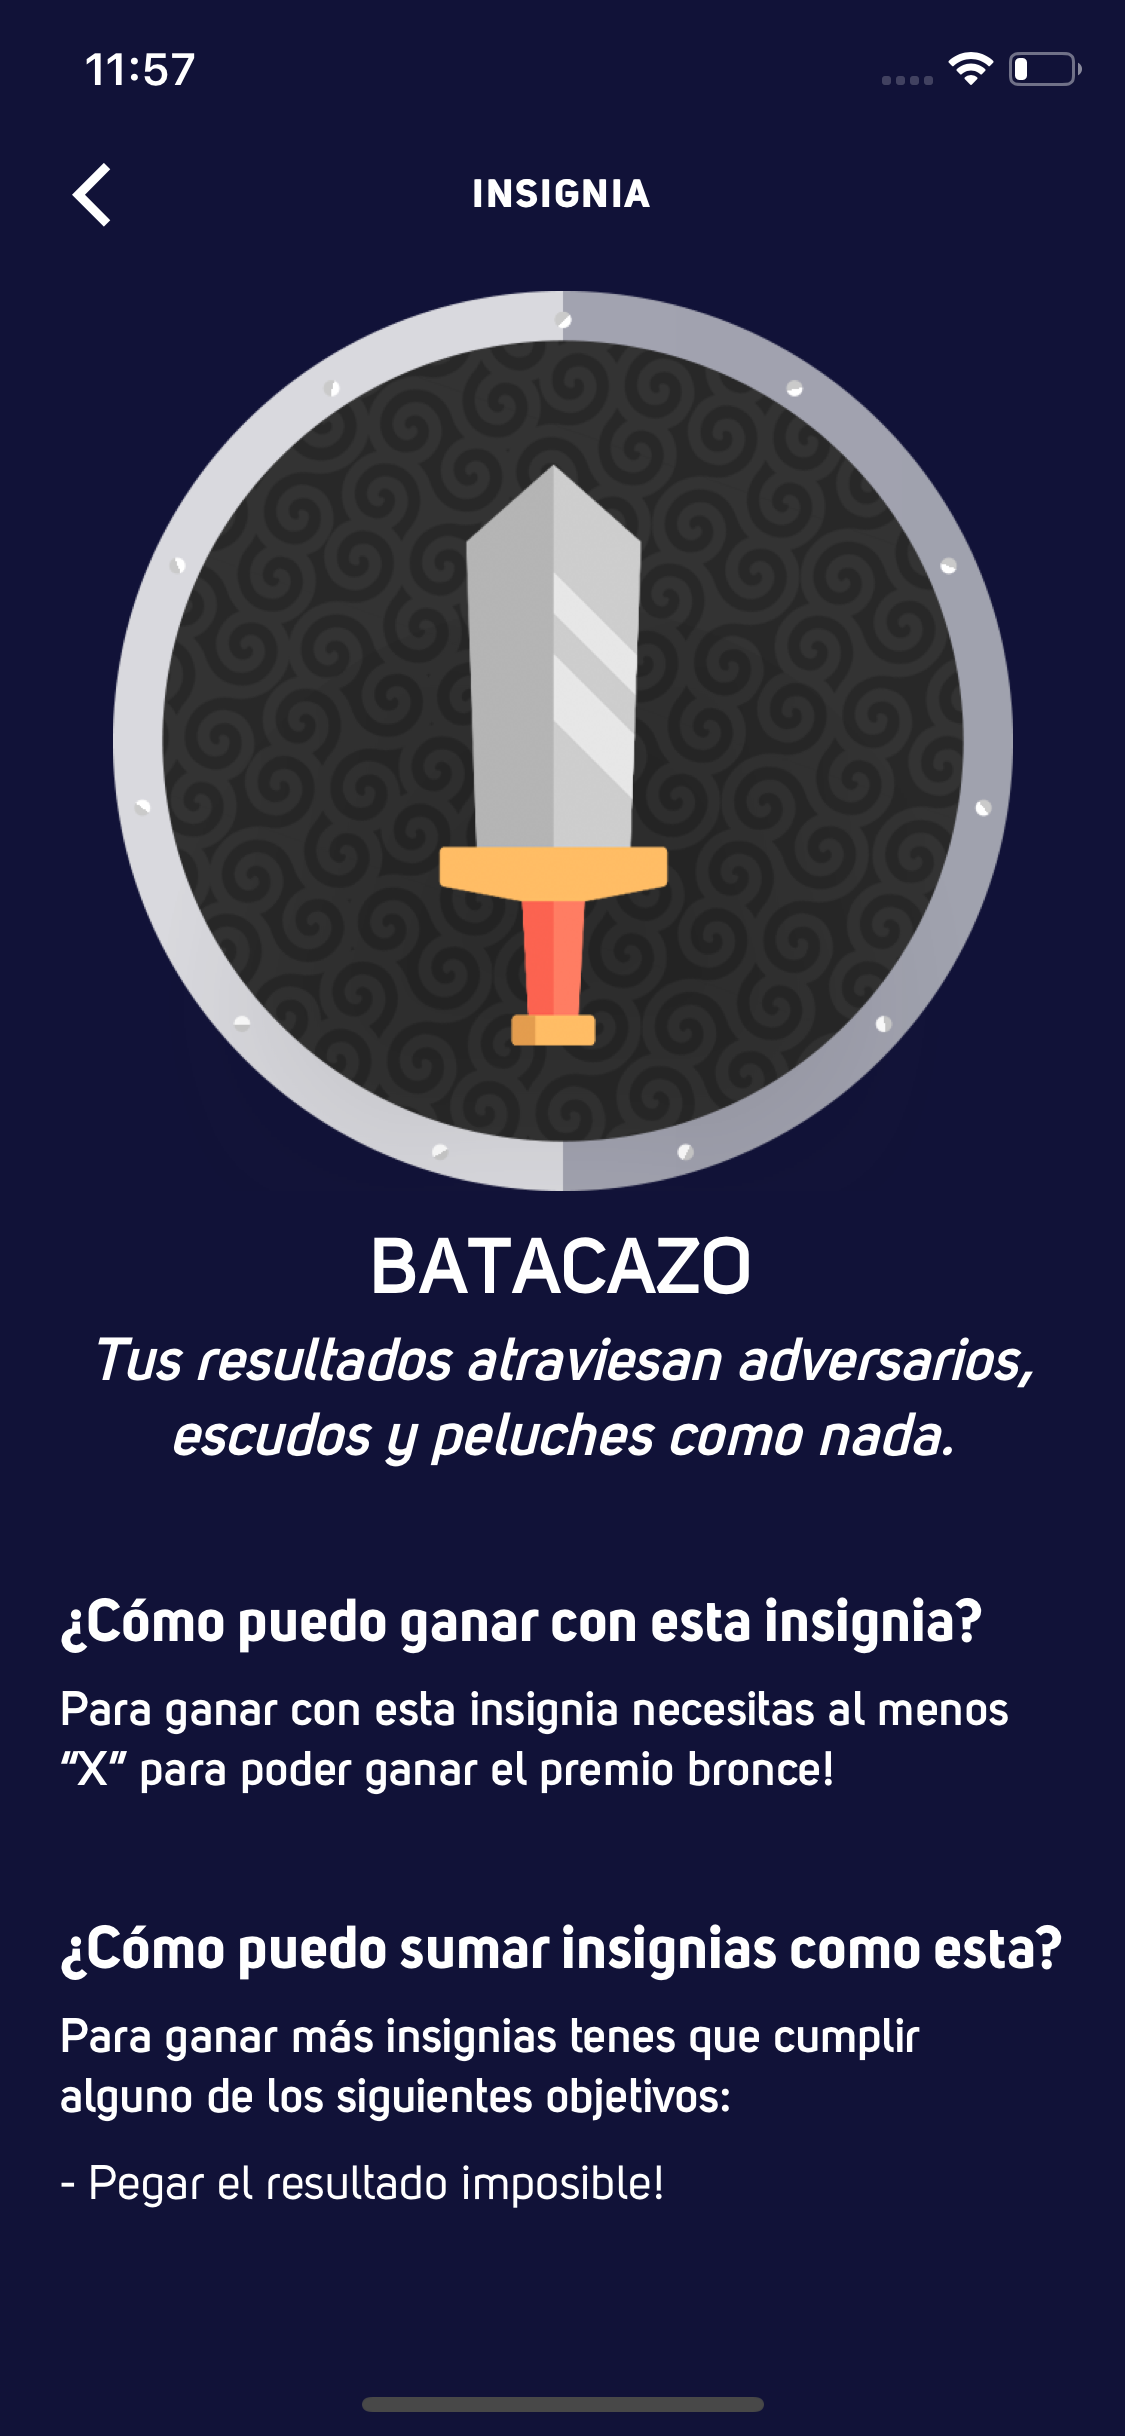 11:57
INSIGNIA
BATACAZO
Tus resultados atraviesan adversarios,
escudos y peluches como nada.
¿Cómo puedo ganar con esta insignia?
Para ganar con esta insignia necesitas al menos
“X” para poder ganar el premio bronce!
¿Cómo puedo sumar insignias como esta?
Para ganar más insignias tenes que cumplir
alguno de los siguientes objetivos:
- Pegar el resultado imposible!